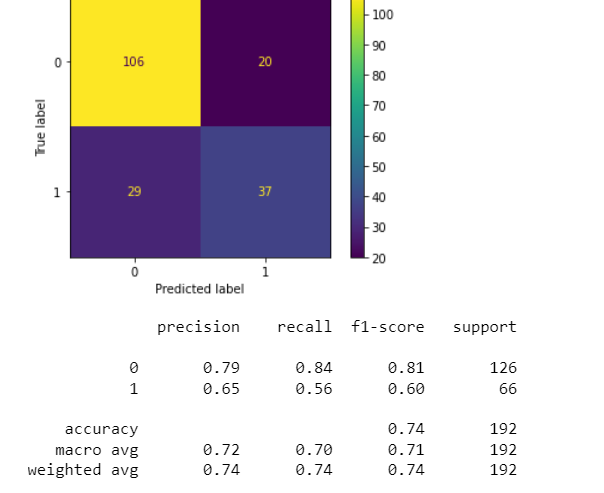 100
0 106 20 90
80
70
True label
60
50
1 29 37 40
30
20
0 1
Predicted label
precision recall f1-score support
0 0.79 0.84 0.81 126
1 0.65 0.56 0.60 66
accuracy 0.74 192
macro avg 0.72 0.70 0.71 192
weighted avg 0.74 0.74 0.74 192